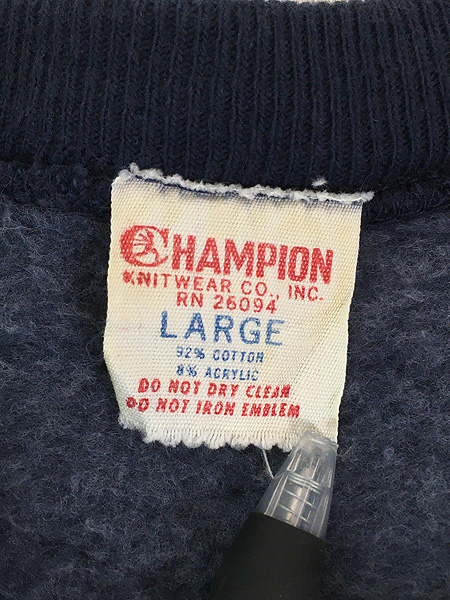 CHAMPION
KNITWEAR CO., INC.
RN 26094
LARGE
92% COTTON
8% ACRYLIC
DO NOT DRY CLEAN
DO NOT IRON EMBLEM